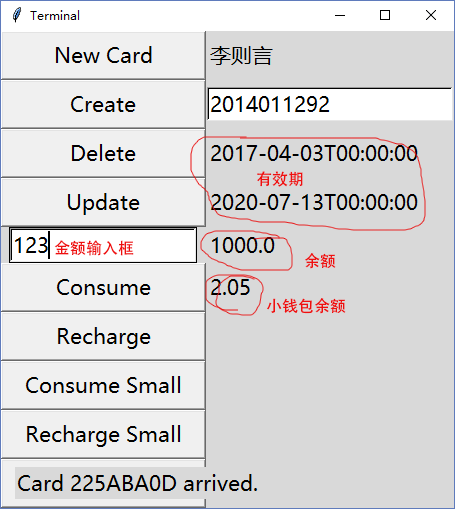 Terminal
New Card 李则言
Create 2014011292
Delete 2017-04-03T00:00:00
有效期
Update 2020-07-13T00:00:00
123 金额输入框 1000.0 余额
Consume 2.05 小钱包余额
Recharge
Consume Small
Recharge Small
Card 225ABA0D arrived.